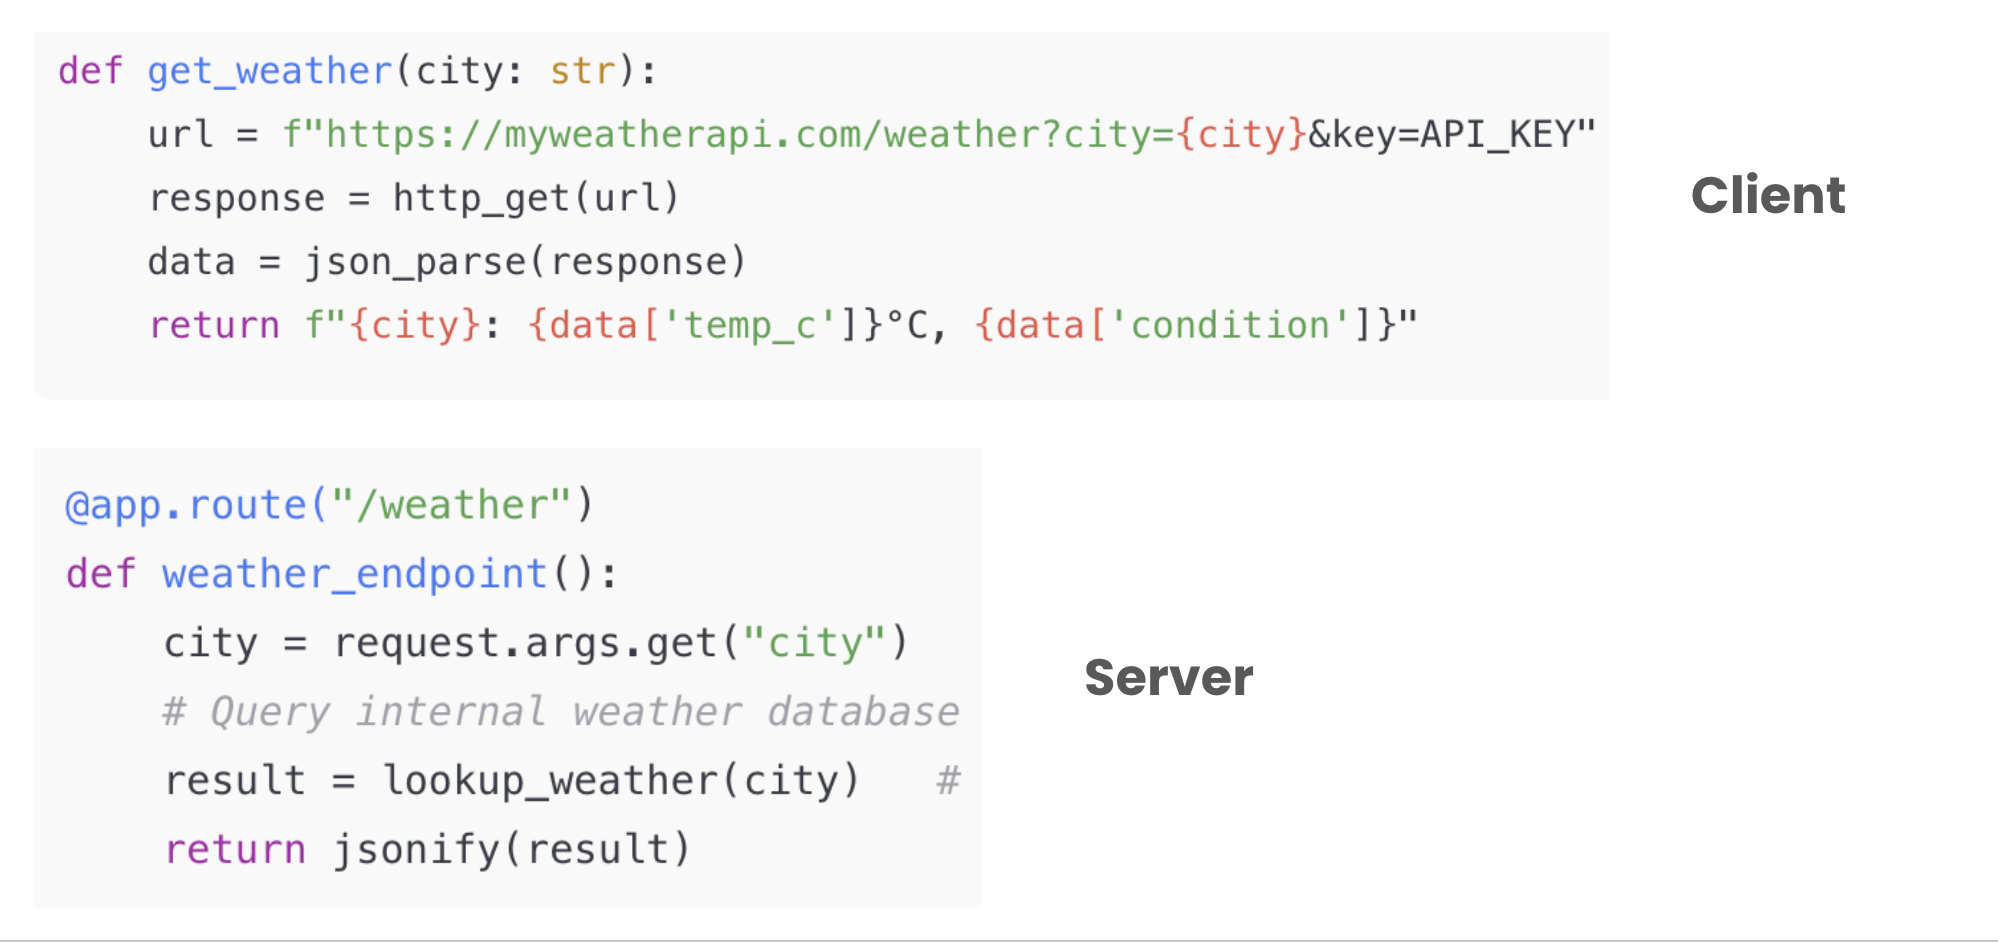 def get_weather(city: str):
    url = f"https://myweatherapi.com/weather?city={city}&key=API_KEY"
    response = http_get(url)
    data = json_parse(response)
    return f"{city}: {data['temp_c']}°C, {data['condition']}"
Client
@app.route("/weather")
def weather_endpoint():
    city = request.args.get("city")
    # Query internal weather database
    result = lookup_weather(city)   #
    return jsonify(result)
Server